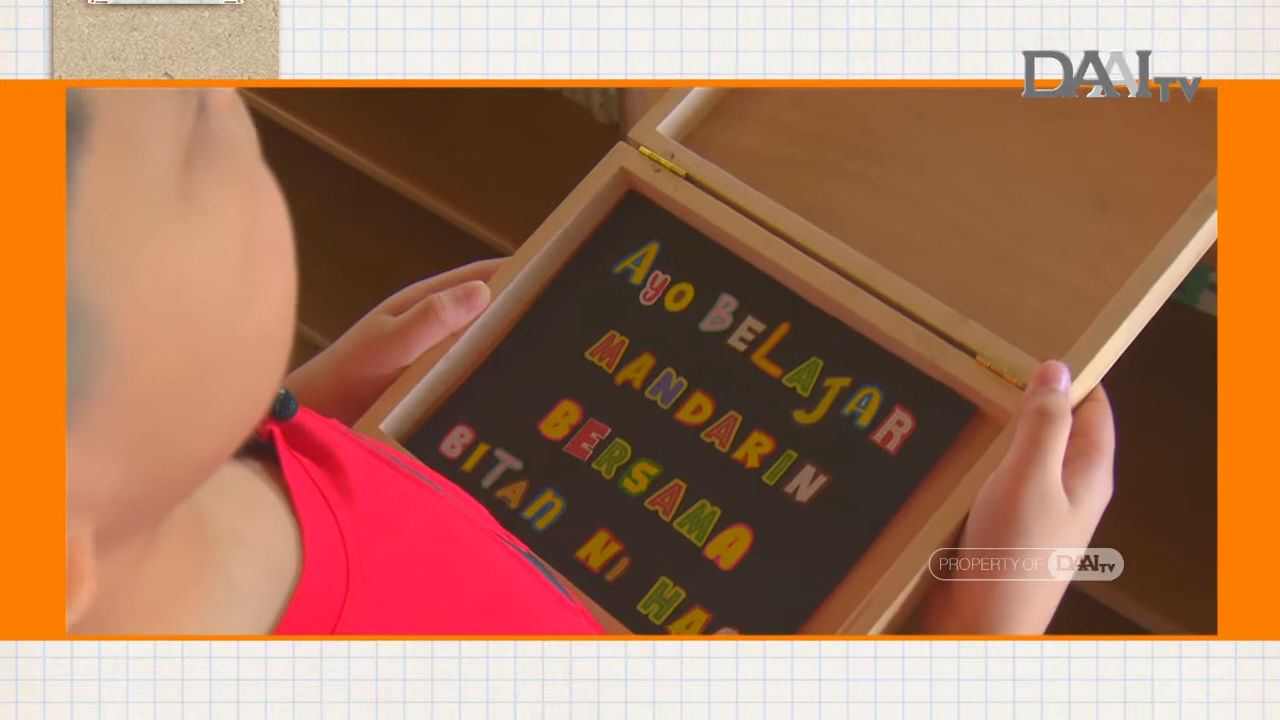 DAAI TV
Ayo BELAJAR
MANDARIN
BERSAMA
BITAN Ni
PROPERTY OF DAAI TV